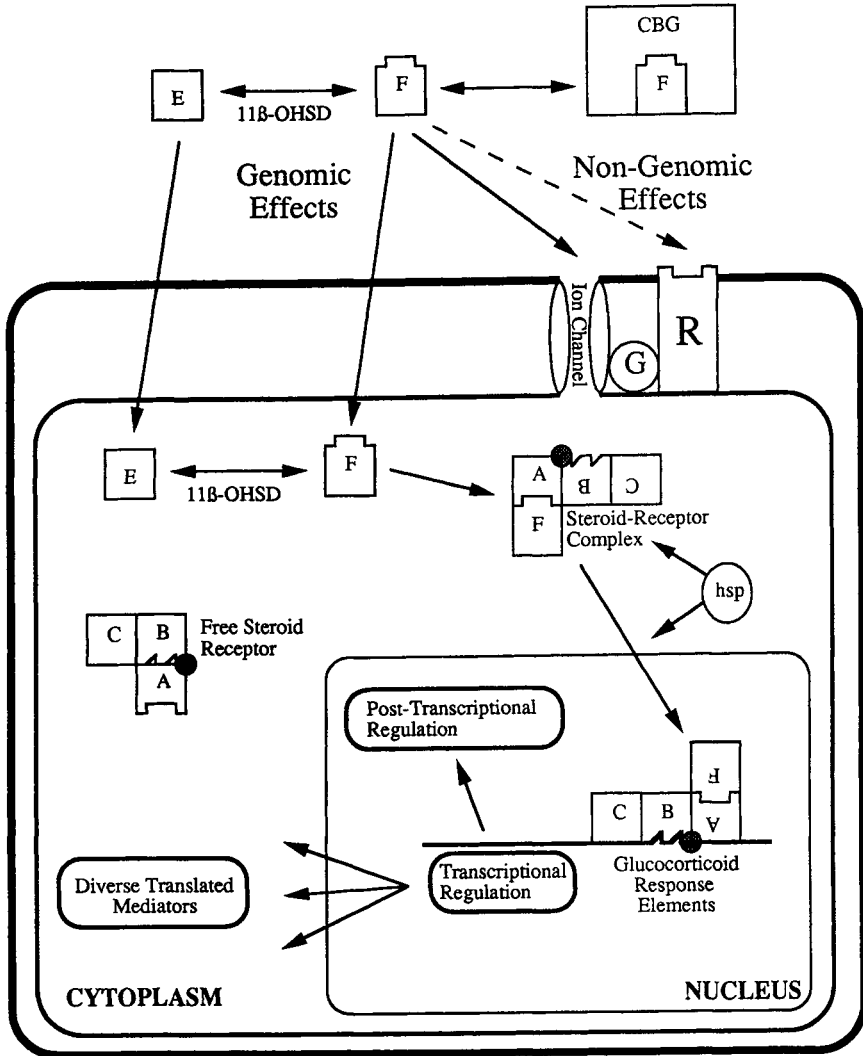 CBG
E
F
F
11ß-OHSD
Genomic
Effects
Non-Genomic
Effects
Ion Channel
G
R
E
F
11ß-OHSD
A
B
C
F
Steroid-Receptor
Complex
hsp
C
B
A
Free Steroid
Receptor
Post-Transcriptional
Regulation
F
C
B
A
Transcriptional
Regulation
Glucocorticoid
Response
Elements
Diverse Translated
Mediators
CYTOPLASM
NUCLEUS